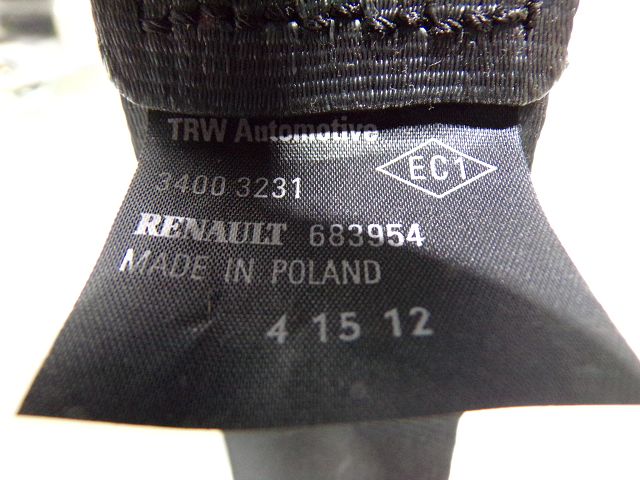 TRW Automotive
3400 3231
EC1
RENAULT 683954
MADE IN POLAND
4 15 12